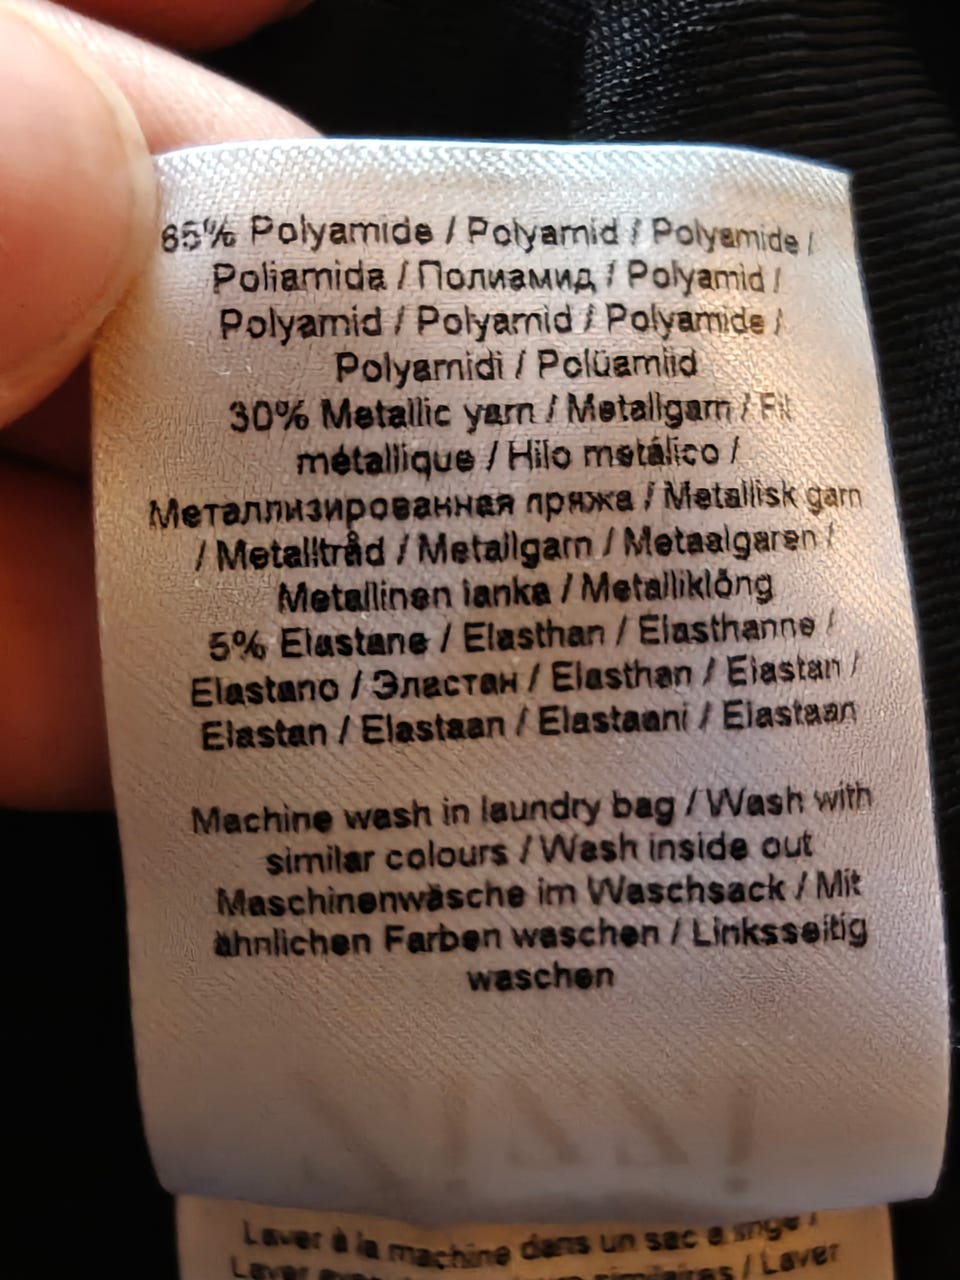 65% Polyamide / Polyamid / Polyamide /
Poliamida / Полиамид / Polyamid /
Polyamid / Polyamid / Polyamide /
Polyamidi / Polüamiid
30% Metallic yarn / Metallgarn / Fil
métallique / Hilo metálico /
Металлизированная пряжа / Metallisk garn
/ Metalltråd / Metallgarn / Metaalgaren /
Metallinen lanka / Metalliklõng
5% Elastane / Elasthan / Elasthanne /
Elastano / Эластан / Elasthan / Elastan /
Elastan / Elastaan / Elastaani / Elastaan
Machine wash in laundry bag / Wash with
similar colours / Wash inside out
Maschinenwäsche im Waschsack / Mit
ähnlichen Farben waschen / Linksseitig
waschen
Laver à la machine dans un sac à linge /
Laver similaires / Laver